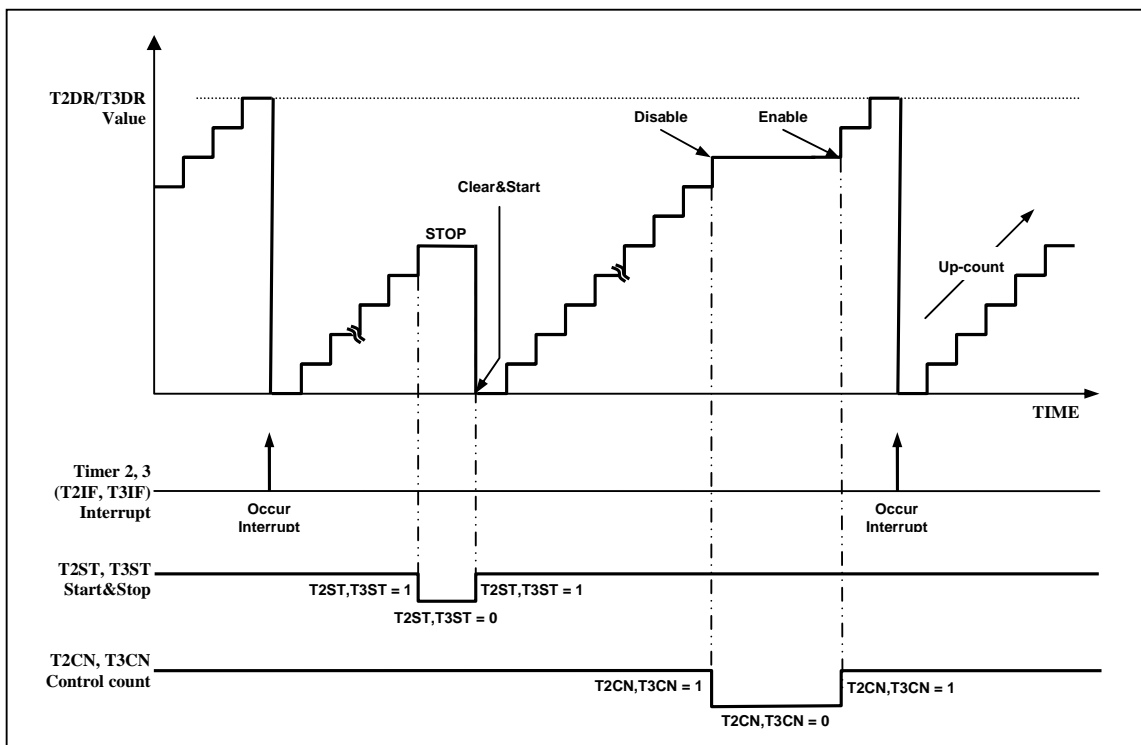 T2DR/T3DR
Value
Disable
Enable
Clear&Start
STOP
Up-count
TIME
Timer 2, 3
(T2IF, T3IF)
Interrupt
Occur
Interrupt
Occur
Interrupt
T2ST, T3ST
Start&Stop
T2ST,T3ST = 1
T2ST,T3ST = 1
T2ST,T3ST = 0
T2CN, T3CN
Control count
T2CN,T3CN = 1
T2CN,T3CN = 1
T2CN,T3CN = 0